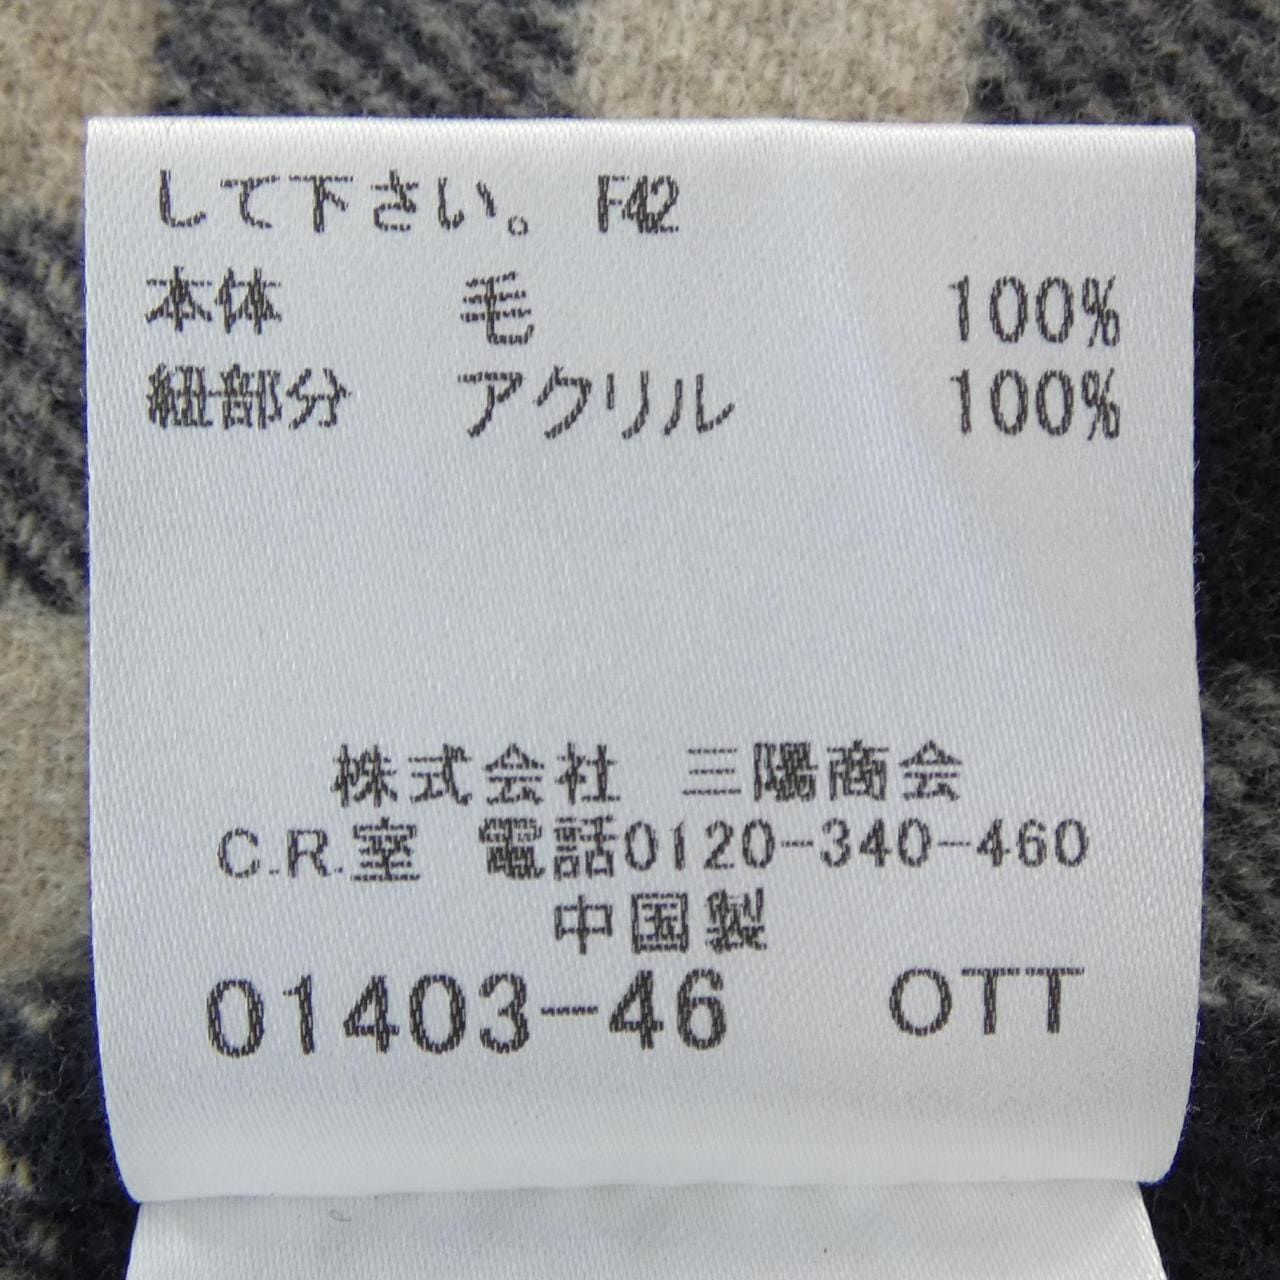 して下さい。 F42
本体 毛 100%
紐部分 アクリル 100%
株式会社 三陽商会
C.R.室 電話0120-340-460
中国製
01403-46 OTT